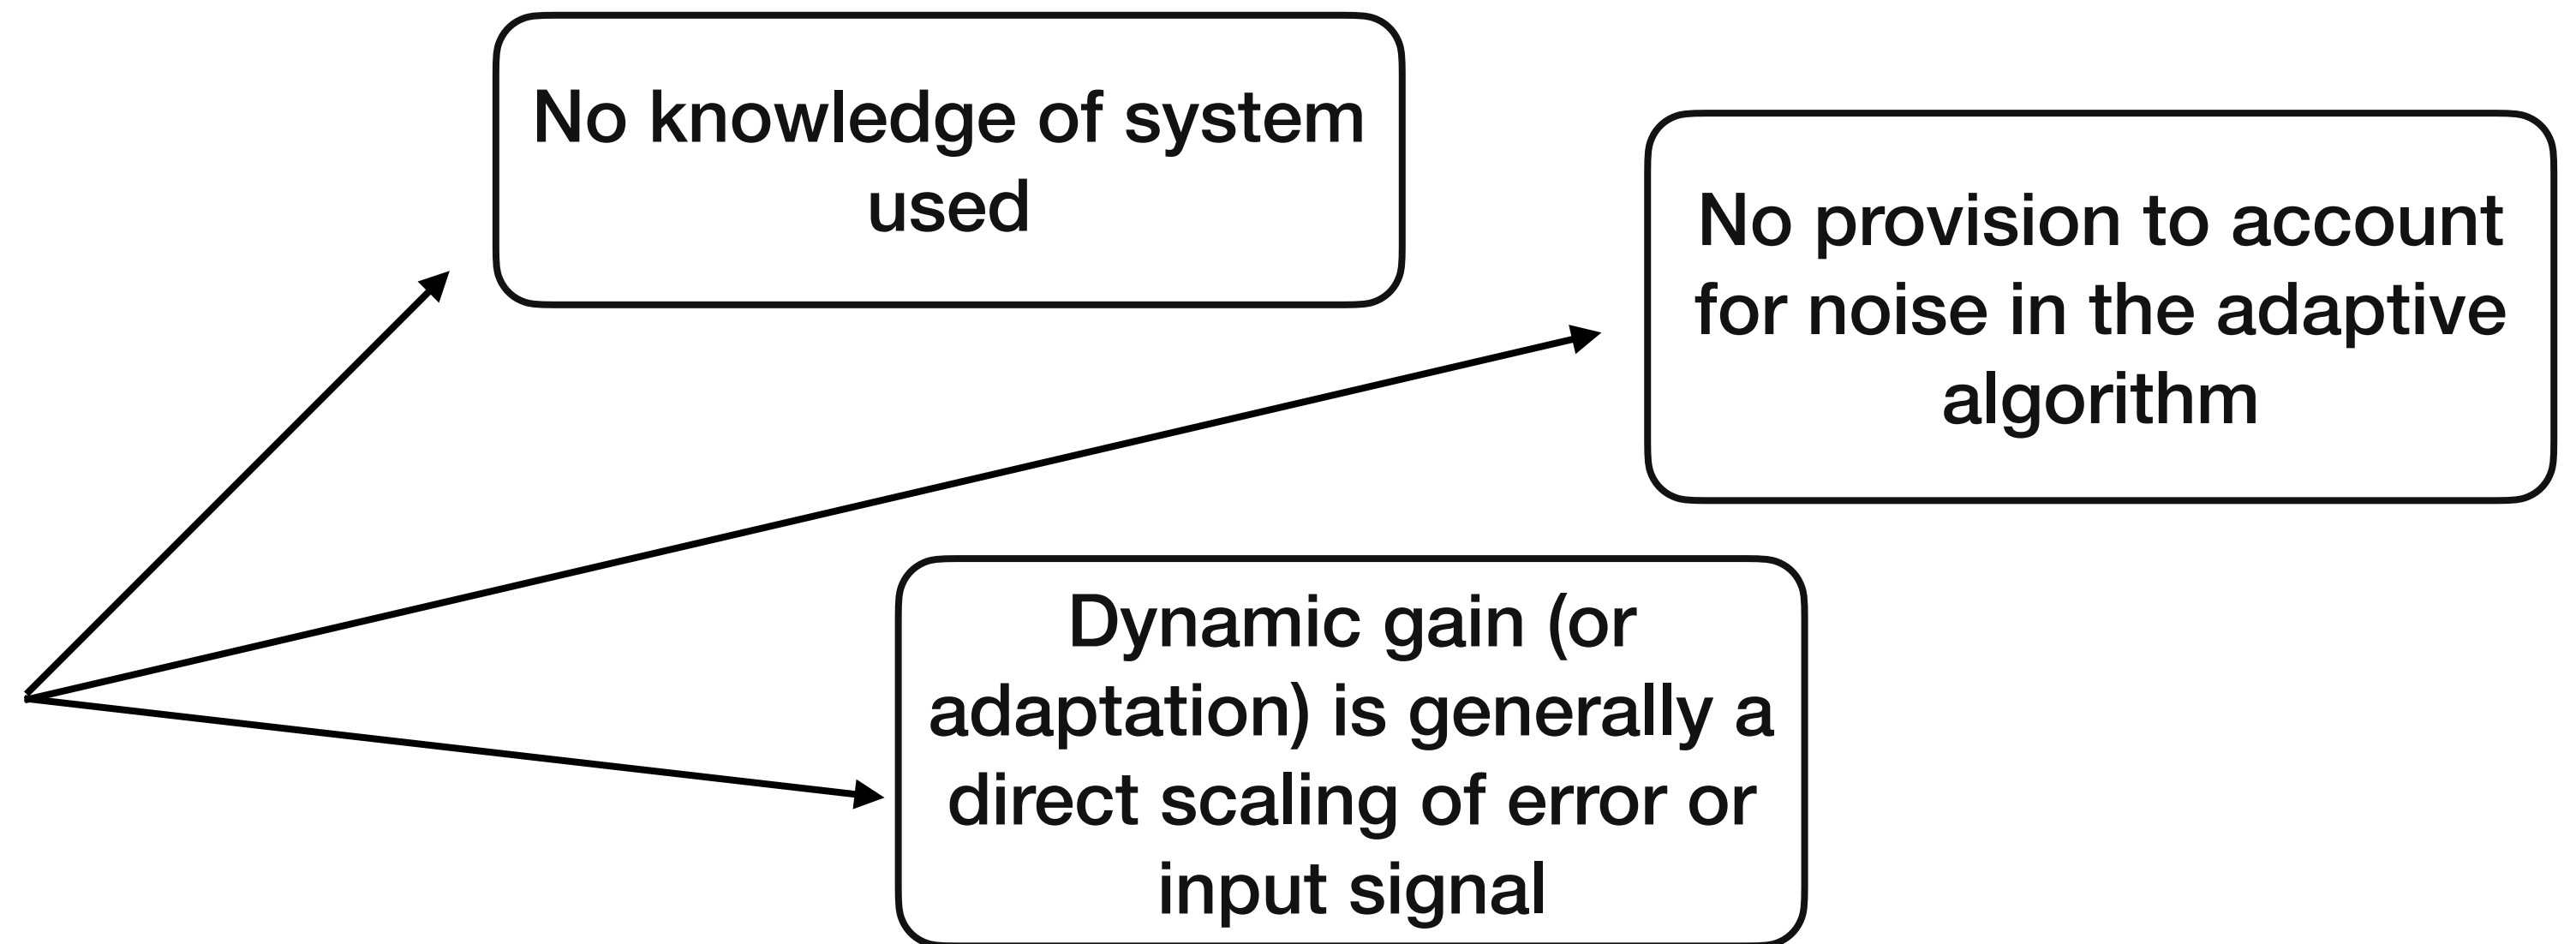 No knowledge of system
used
No provision to account
for noise in the adaptive
algorithm
Dynamic gain (or
adaptation) is generally a
direct scaling of error or
input signal